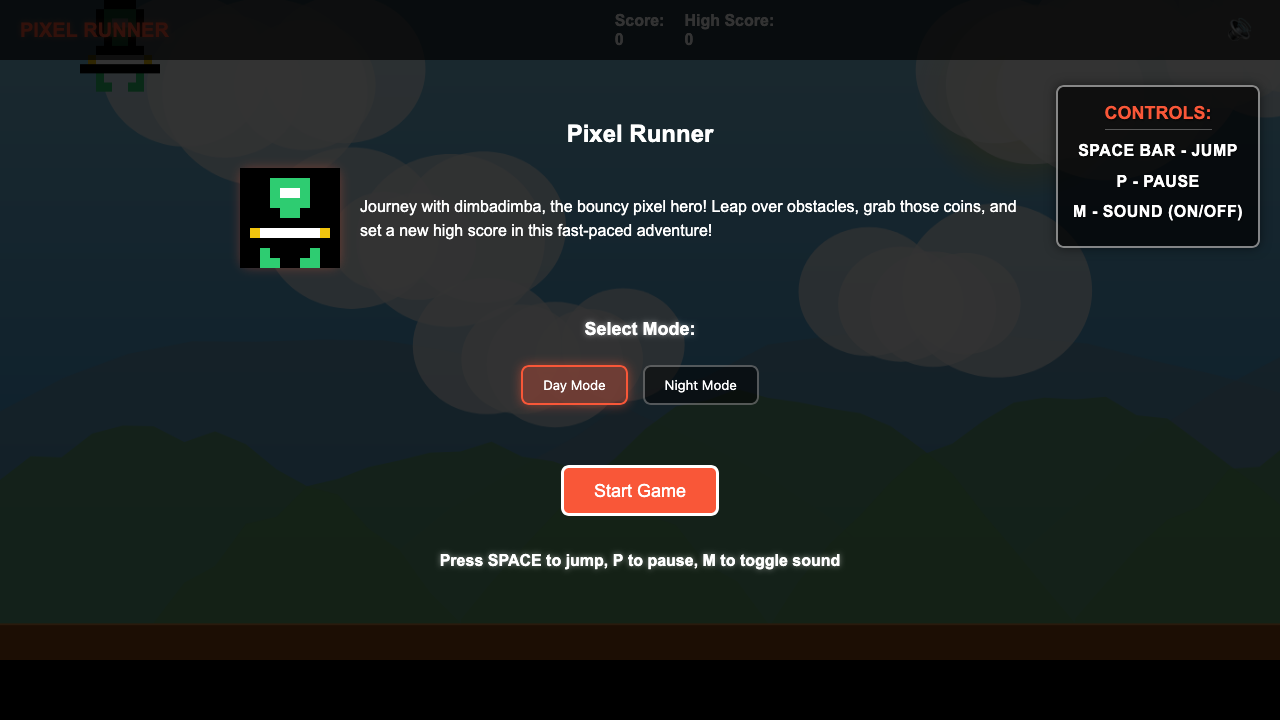 PIXEL RUNNER
Score:
0
High Score:
0
CONTROLS:
SPACE BAR - JUMP
P - PAUSE
M - SOUND (ON/OFF)
Pixel Runner
Journey with dimbadimba, the bouncy pixel hero! Leap over obstacles, grab those coins, and
set a new high score in this fast-paced adventure!
Select Mode:
Day Mode
Night Mode
Start Game
Press SPACE to jump, P to pause, M to toggle sound